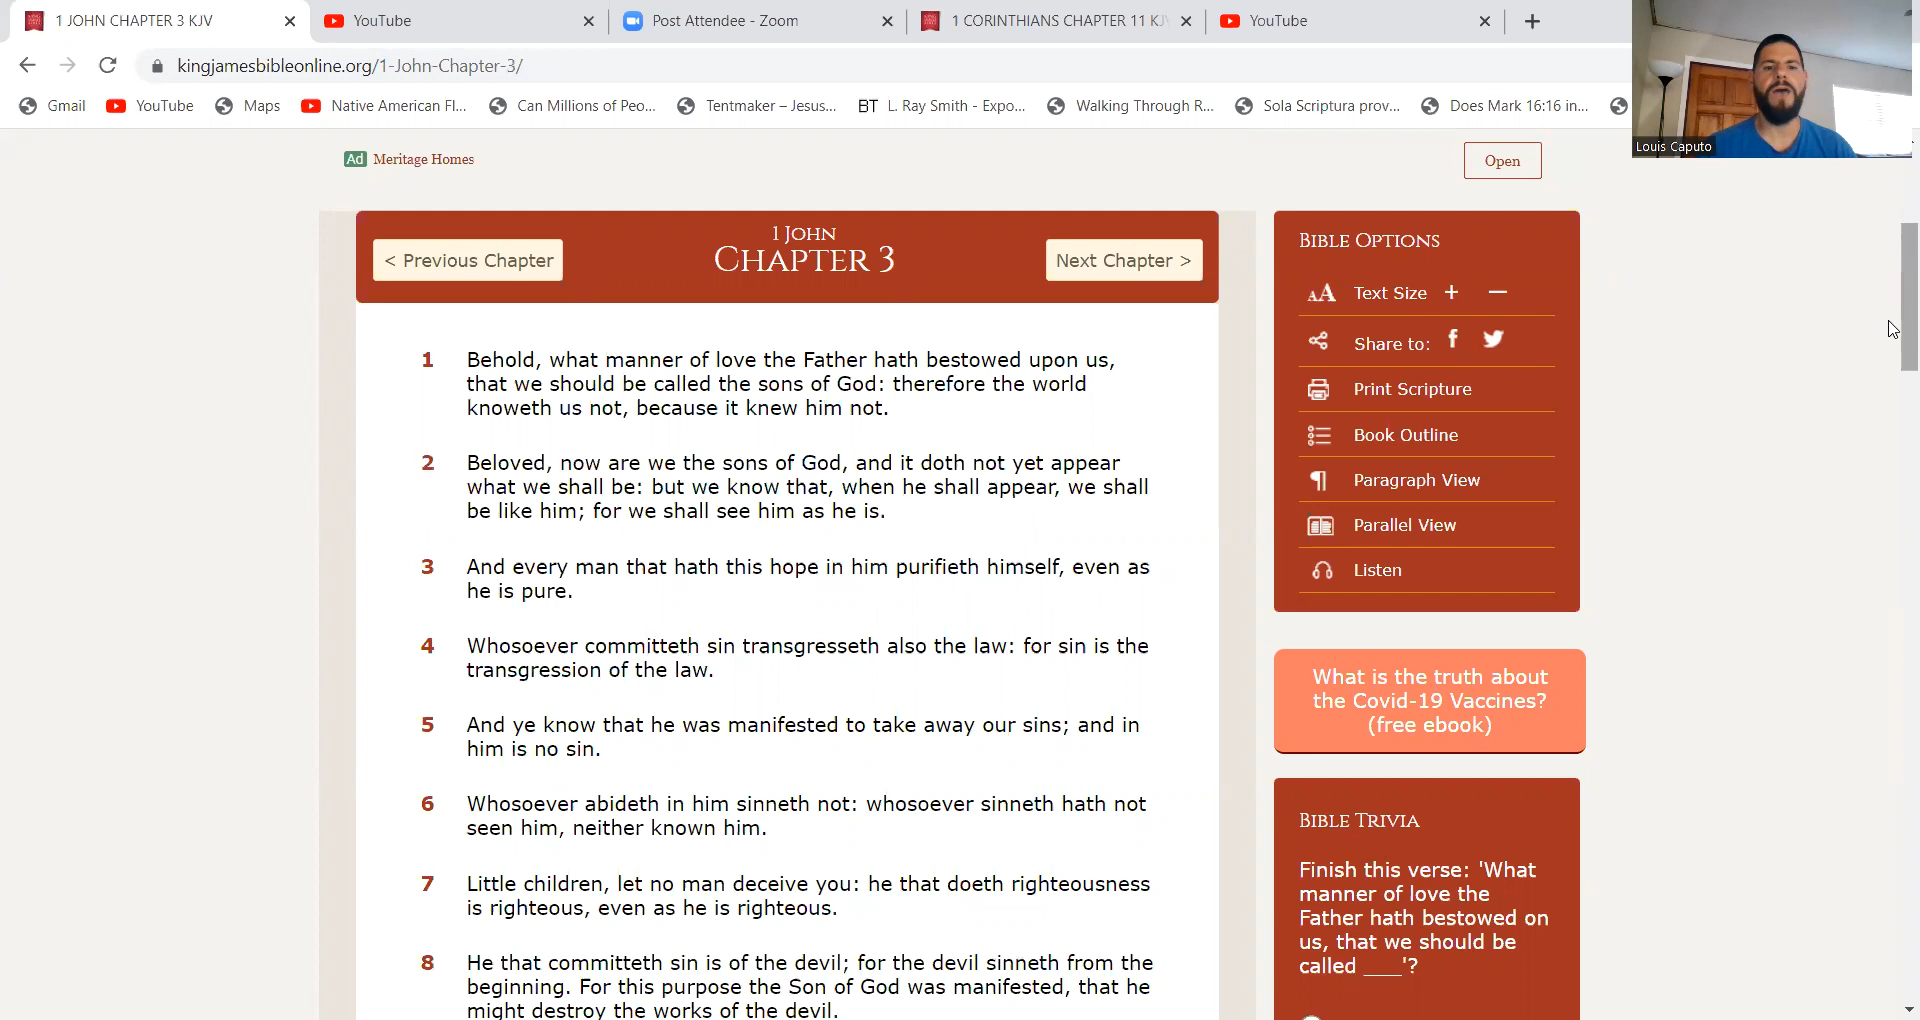 1 JOHN CHAPTER 3 KJV
YouTube
Post Attendee - Zoom
1 CORINTHIANS CHAPTER 11 KJV
YouTube
kingjamesbibleonline.org/1-John-Chapter-3/
Gmail
YouTube
Maps
Native American Fl...
Can Millions of Peo...
Tentmaker – Jesus...
BT L. Ray Smith - Expo...
Walking Through R...
Sola Scriptura prov...
Does Mark 16:16 in...
Louis Caputo
Ad Meritage Homes
Open
< Previous Chapter
1 JOHN
CHAPTER 3
Next Chapter >
1 Behold, what manner of love the Father hath bestowed upon us,
that we should be called the sons of God: therefore the world
knoweth us not, because it knew him not.
2 Beloved, now are we the sons of God, and it doth not yet appear
what we shall be: but we know that, when he shall appear, we shall
be like him; for we shall see him as he is.
3 And every man that hath this hope in him purifieth himself, even as
he is pure.
4 Whosoever committeth sin transgresseth also the law: for sin is the
transgression of the law.
5 And ye know that he was manifested to take away our sins; and in
him is no sin.
6 Whosoever abideth in him sinneth not: whosoever sinneth hath not
seen him, neither known him.
7 Little children, let no man deceive you: he that doeth righteousness
is righteous, even as he is righteous.
8 He that committeth sin is of the devil; for the devil sinneth from the
beginning. For this purpose the Son of God was manifested, that he
might destroy the works of the devil.
BIBLE OPTIONS
AA Text Size + −
Share to:
Print Scripture
Book Outline
Paragraph View
Parallel View
Listen
What is the truth about
the Covid-19 Vaccines?
(free ebook)
BIBLE TRIVIA
Finish this verse: 'What
manner of love the
Father hath bestowed on
us, that we should be
called ___'?